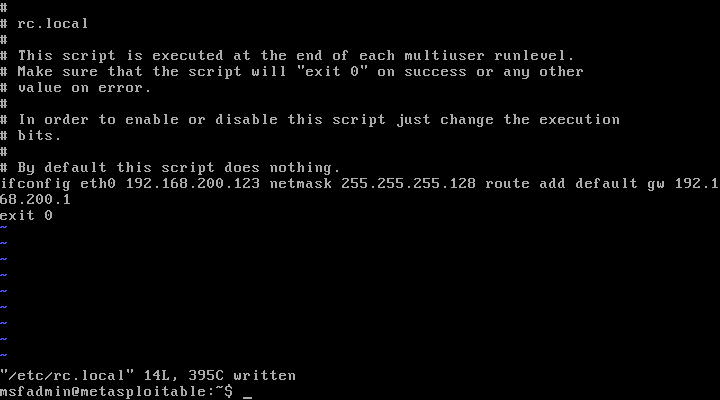 #
# rc.local
#
# This script is executed at the end of each multiuser runlevel.
# Make sure that the script will "exit 0" on success or any other
# value on error.
#
# In order to enable or disable this script just change the execution
# bits.
#
# By default this script does nothing.
ifconfig eth0 192.168.200.123 netmask 255.255.255.128 route add default gw 192.1
68.200.1
exit 0
~
~
~
~
~
~
~
~
~
"/etc/rc.local" 14L, 395C written
msfadmin@metasploitable:~$ _